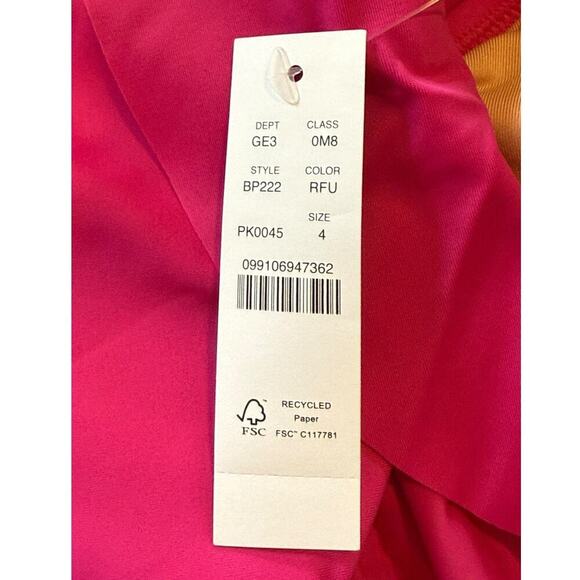 DEPT CLASS
GE3 0M8
STYLE COLOR
BP222 RFU
SIZE
PK0045 4
099106947362
RECYCLED
Paper
FSC™ C117781
FSC